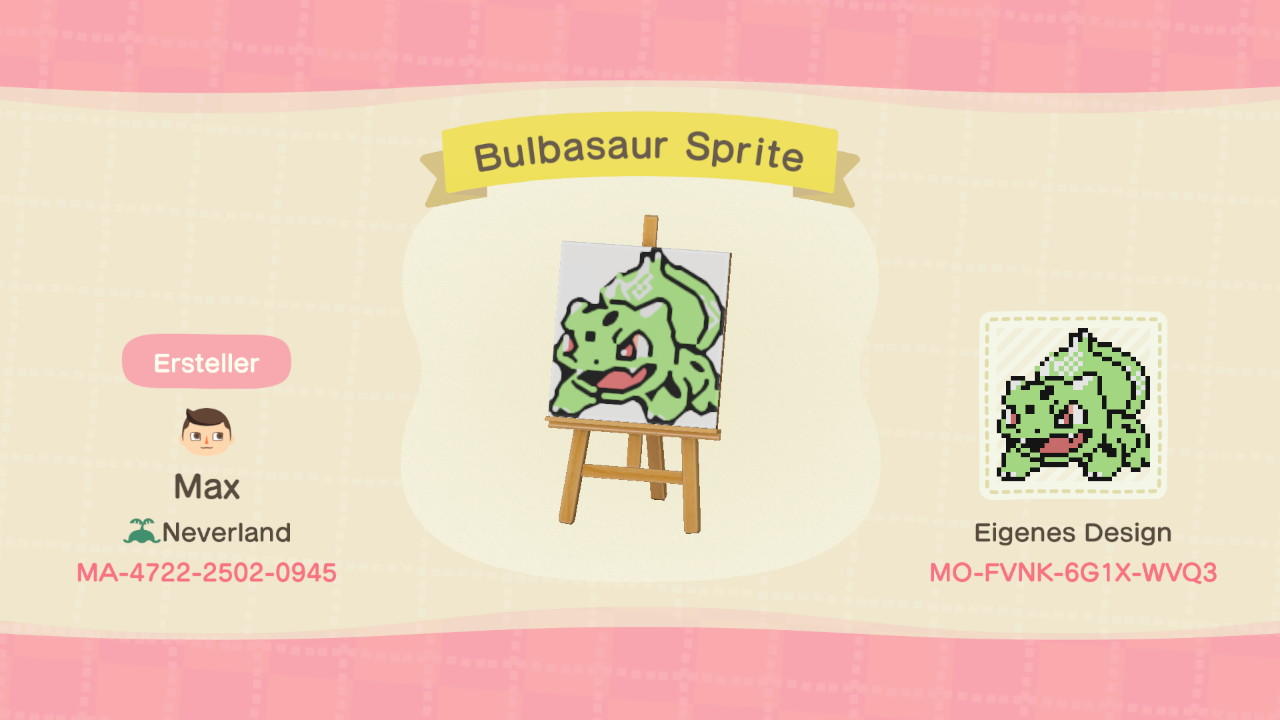 Bulbasaur Sprite
Ersteller
Max
Neverland
MA-4722-2502-0945
Eigenes Design
MO-FVNK-6G1X-WVQ3